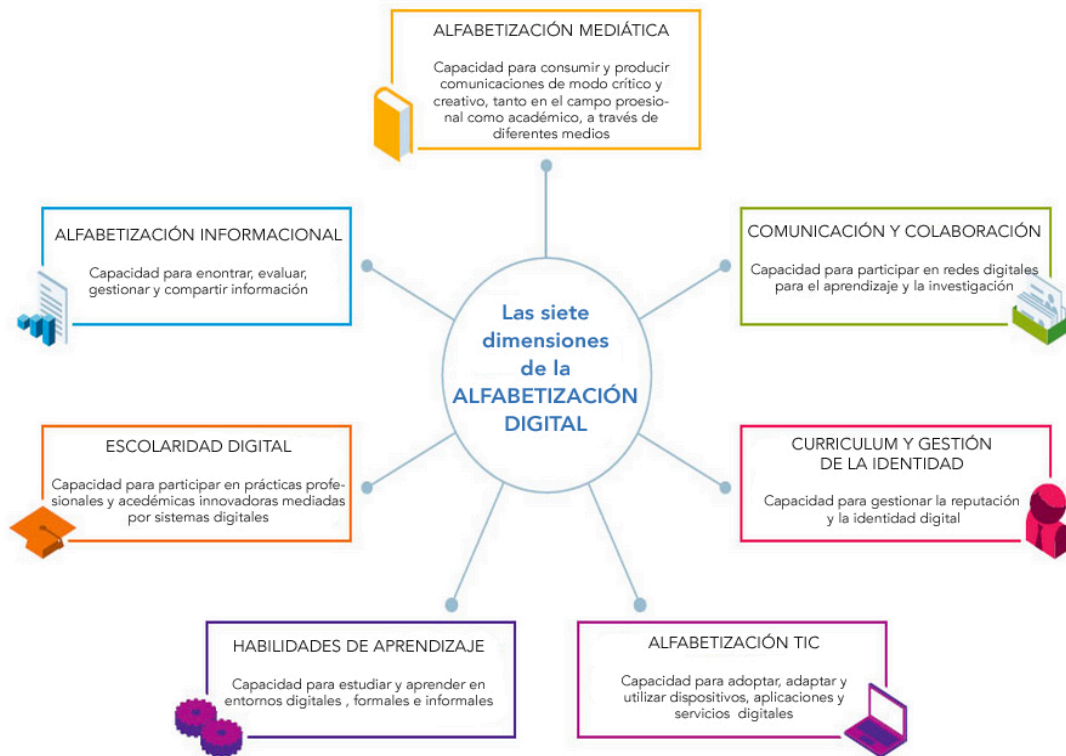 ALFABETIZACIÓN MEDIÁTICA
Capacidad para consumir y producir
comunicaciones de modo crítico y
creativo, tanto en el campo proesio-
nal como académico, a través de
diferentes medios
ALFABETIZACIÓN INFORMACIONAL
Capacidad para enontrar, evaluar,
gestionar y compartir información
COMUNICACIÓN Y COLABORACIÓN
Capacidad para participar en redes digitales
para el aprendizaje y la investigación
Las siete
dimensiones
de la
ALFABETIZACIÓN
DIGITAL
ESCOLARIDAD DIGITAL
Capacidad para participar en prácticas profe-
sionales y acedémicas innovadoras mediadas
por sistemas digitales
CURRICULUM Y GESTIÓN
DE LA IDENTIDAD
Capacidad para gestionar la reputación
y la identidad digital
HABILIDADES DE APRENDIZAJE
Capacidad para estudiar y aprender en
entornos digitales , formales e informales
ALFABETIZACIÓN TIC
Capacidad para adoptar, adaptar y
utilizar dispositivos, aplicaciones y
servicios digitales